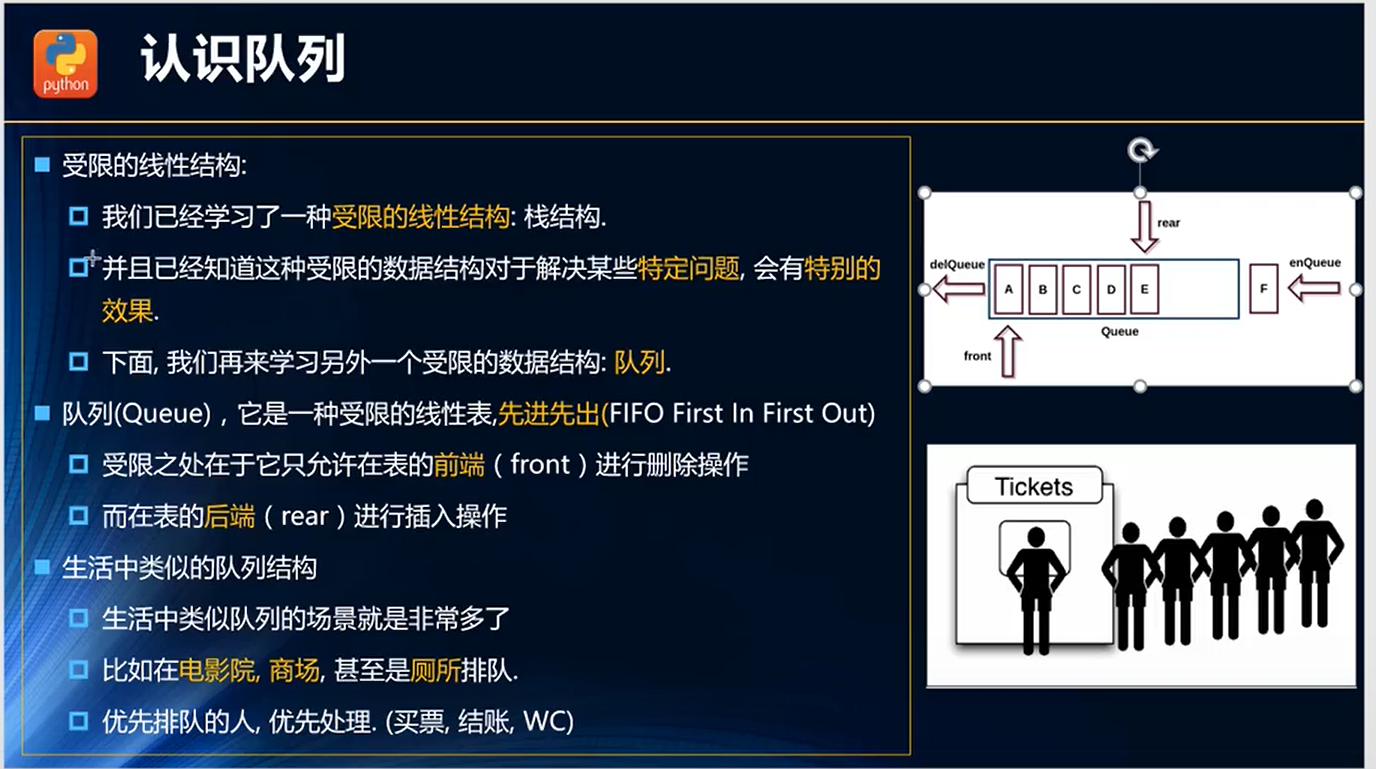 python
认识队列
受限的线性结构:
我们已经学习了一种受限的线性结构: 栈结构.
并且已经知道这种受限的数据结构对于解决某些特定问题, 会有特别的
效果.
下面, 我们再来学习另外一个受限的数据结构: 队列.
队列(Queue)，它是一种受限的线性表,先进先出(FIFO First In First Out)
受限之处在于它只允许在表的前端（front）进行删除操作
而在表的后端（rear）进行插入操作
生活中类似的队列结构
生活中类似队列的场景就是非常多了
比如在电影院, 商场, 甚至是厕所排队.
优先排队的人, 优先处理. (买票, 结账, WC)
rear
delQueue
enQueue
A B C D E F
Queue
front
Tickets